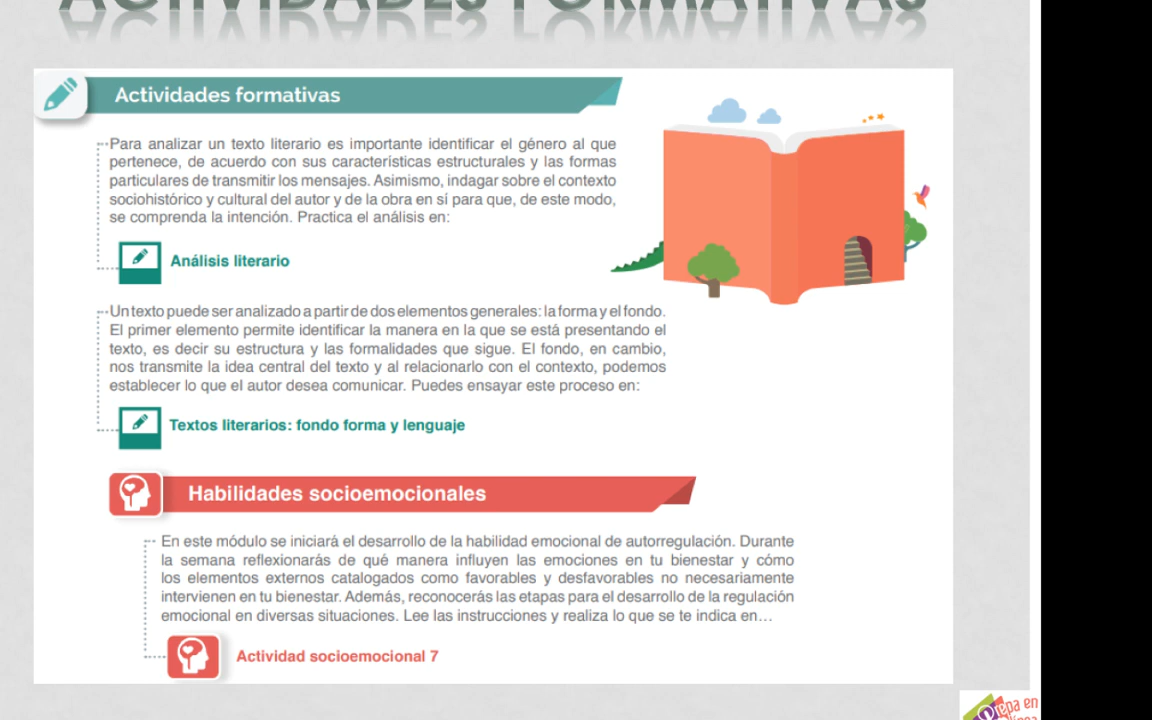 ACTIVIDADES FORMATIVAS
Actividades formativas
Para analizar un texto literario es importante identificar el género al que
pertenece, de acuerdo con sus características estructurales y las formas
particulares de transmitir los mensajes. Asimismo, indagar sobre el contexto
sociohistórico y cultural del autor y de la obra en sí para que, de este modo,
se comprenda la intención. Practica el análisis en:
Análisis literario
Un texto puede ser analizado a partir de dos elementos generales: la forma y el fondo.
El primer elemento permite identificar la manera en la que se está presentando el
texto, es decir su estructura y las formalidades que sigue. El fondo, en cambio,
nos transmite la idea central del texto y al relacionarlo con el contexto, podemos
establecer lo que el autor desea comunicar. Puedes ensayar este proceso en:
Textos literarios: fondo forma y lenguaje
Habilidades socioemocionales
En este módulo se iniciará el desarrollo de la habilidad emocional de autorregulación. Durante
la semana reflexionarás de qué manera influyen las emociones en tu bienestar y cómo
los elementos externos catalogados como favorables y desfavorables no necesariamente
intervienen en tu bienestar. Además, reconocerás las etapas para el desarrollo de la regulación
emocional en diversas situaciones. Lee las instrucciones y realiza lo que se te indica en…
Actividad socioemocional 7
Prepa en